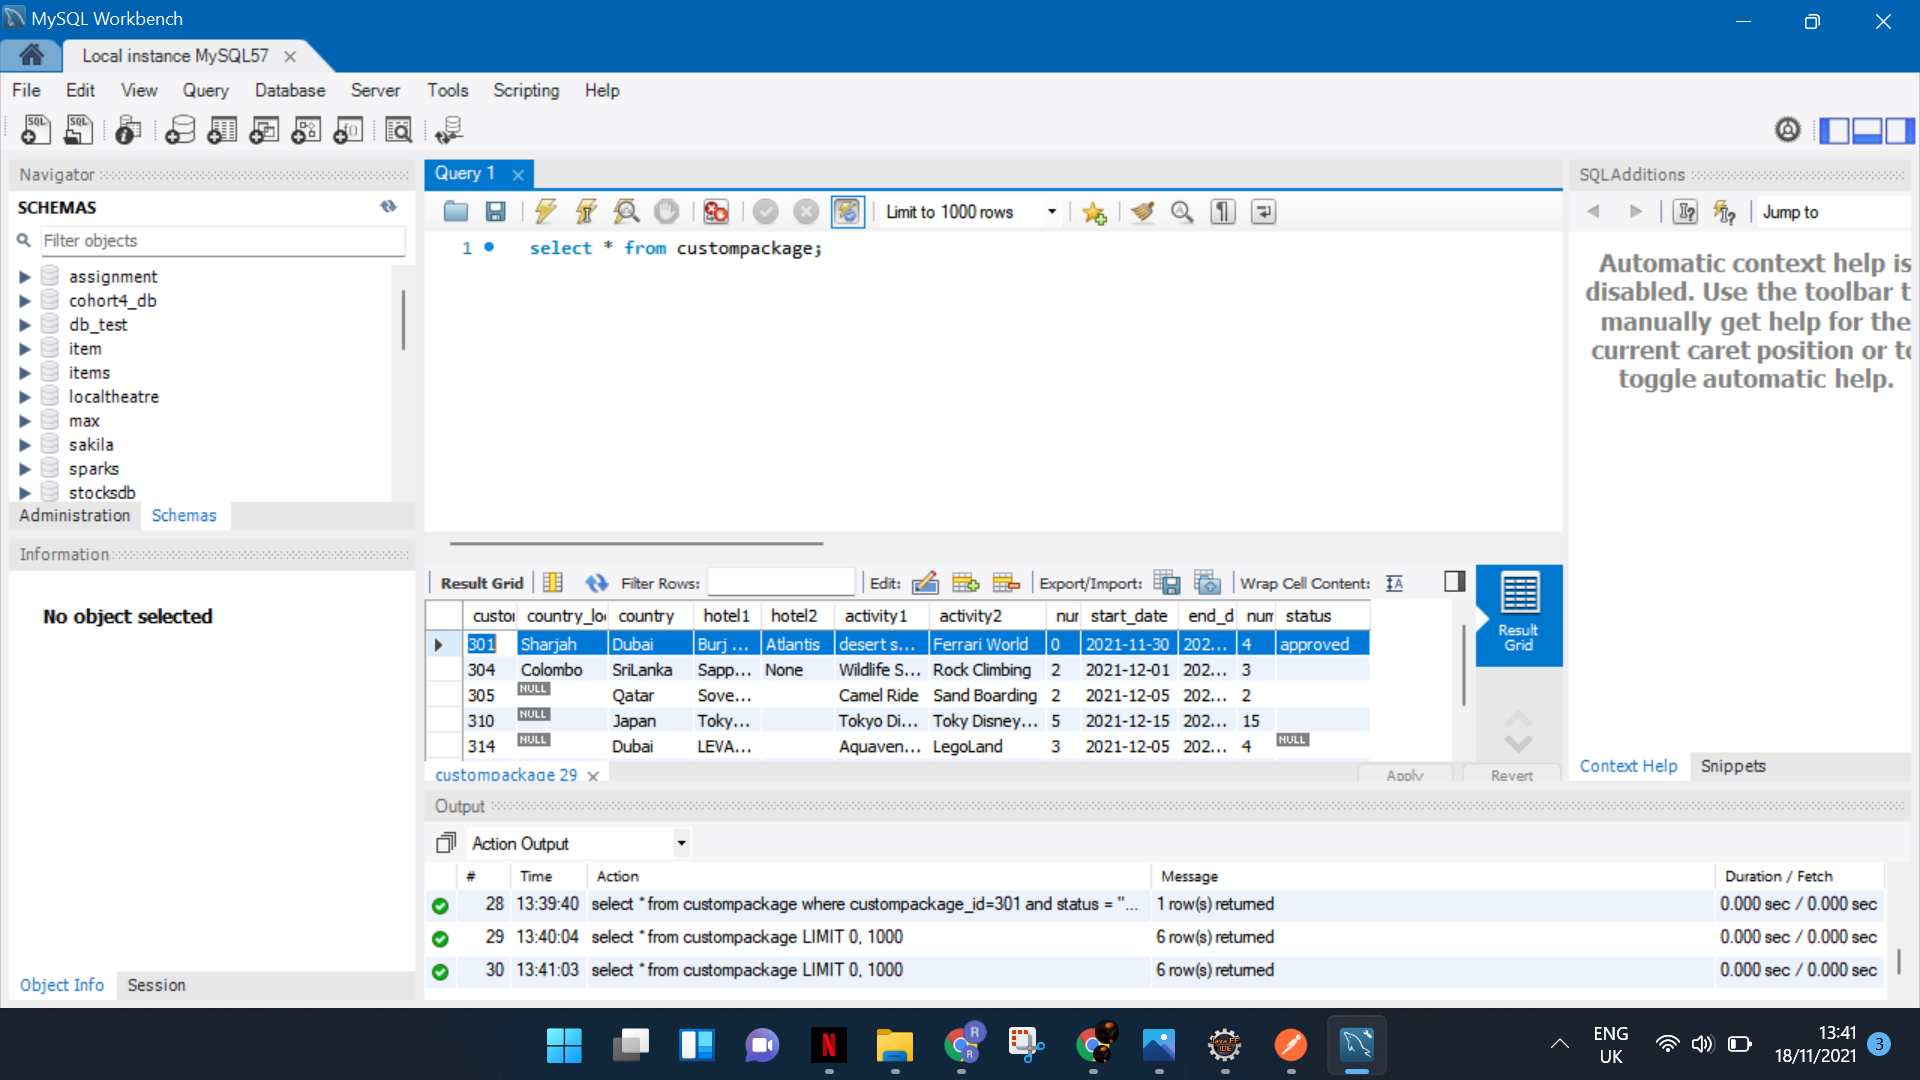 MySQL Workbench
Local instance MySQL57
File Edit View Query Database Server Tools Scripting Help
Navigator
SCHEMAS
Filter objects
assignment
cohort4_db
db_test
item
items
localtheatre
max
sakila
sparks
stocksdb
Administration Schemas
Information
No object selected
Object Info Session
Query 1
Limit to 1000 rows
1 select * from custompackage;
SQLAdditions
Jump to
Automatic context help is
disabled. Use the toolbar t
manually get help for the
current caret position or to
toggle automatic help.
Context Help Snippets
Result Grid Filter Rows: Edit: Export/Import: Wrap Cell Content:
Result
Grid
custo country_lo country hotel1 hotel2 activity1 activity2 nur start_date end_d num status
301 Sharjah Dubai Burj ... Atlantis desert s... Ferrari World 0 2021-11-30 202... 4 approved
304 Colombo SriLanka Sapp... None Wildlife S... Rock Climbing 2 2021-12-01 202... 3
305 NULL Qatar Sove... Camel Ride Sand Boarding 2 2021-12-05 202... 2
310 NULL Japan Toky... Tokyo Di... Toky Disney... 5 2021-12-15 202... 15
314 NULL Dubai LEVA... Aquaven... LegoLand 3 2021-12-05 202... 4 NULL
custompackage 29 Apply Revert
Output
Action Output
# Time Action Message Duration / Fetch
28 13:39:40 select * from custompackage where custompackage_id=301 and status = "... 1 row(s) returned 0.000 sec / 0.000 sec
29 13:40:04 select * from custompackage LIMIT 0, 1000 6 row(s) returned 0.000 sec / 0.000 sec
30 13:41:03 select * from custompackage LIMIT 0, 1000 6 row(s) returned 0.000 sec / 0.000 sec
ENG
UK
13:41
18/11/2021
3